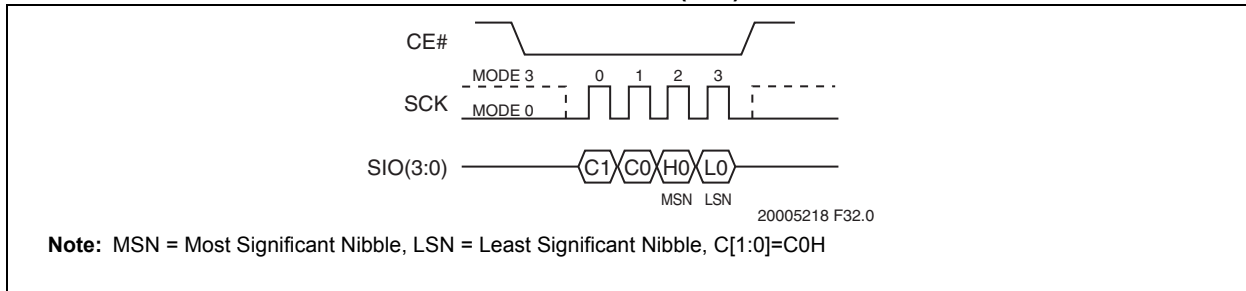 CE#
MODE 3 0 1 2 3
SCK
MODE 0
SIO(3:0) C1 C0 H0 L0
MSN LSN
20005218 F32.0
Note: MSN = Most Significant Nibble, LSN = Least Significant Nibble, C[1:0]=C0H